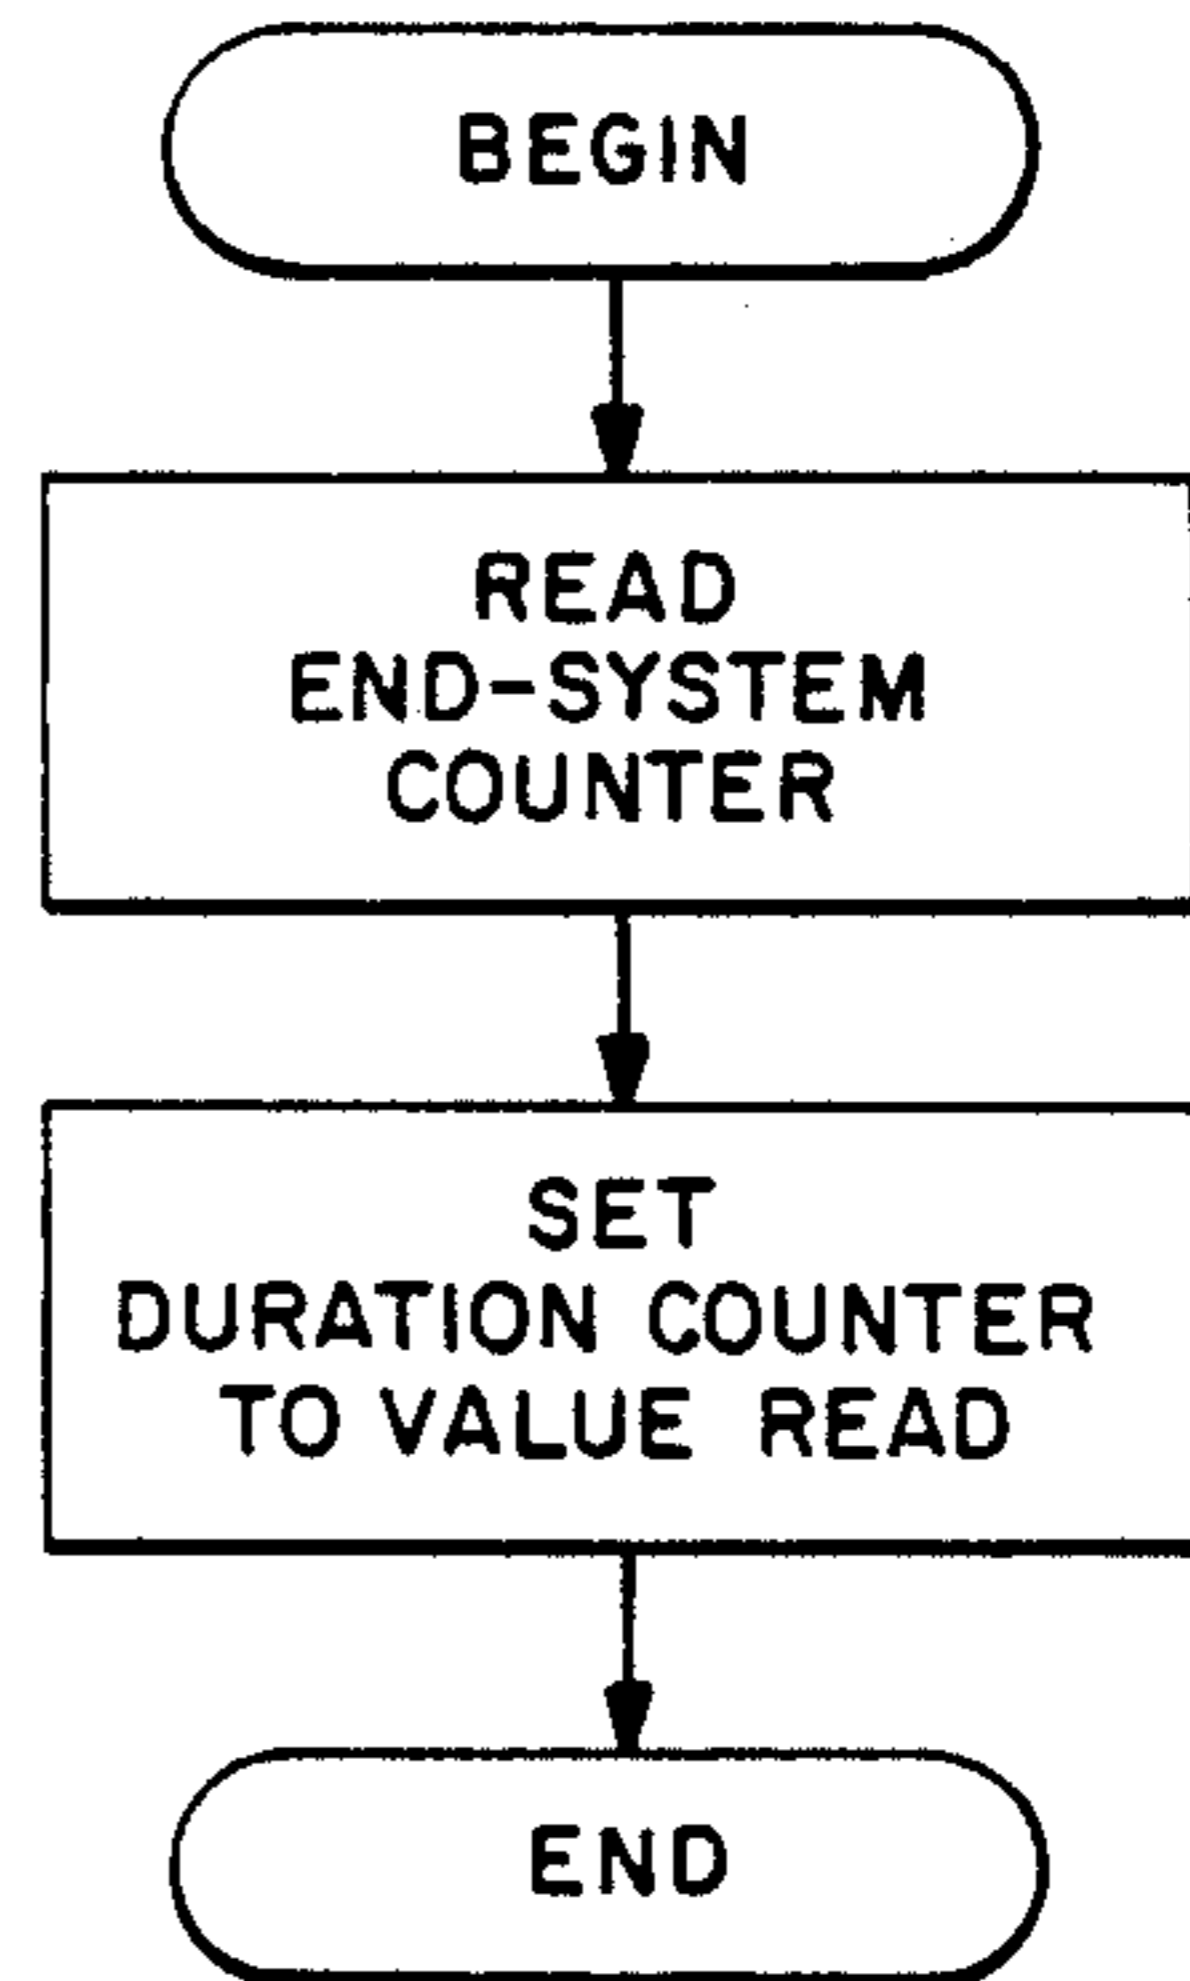 BEGIN
READ
END-SYSTEM
COUNTER
SET
DURATION COUNTER
TO VALUE READ
END